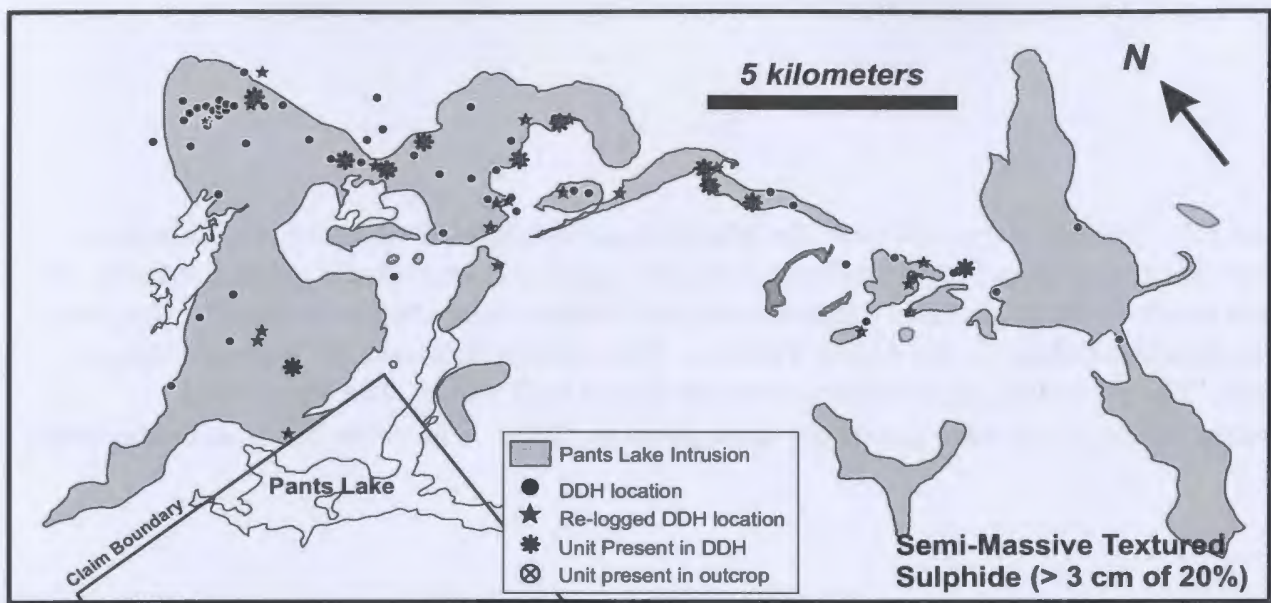 5 kilometers
N
Pants Lake
Claim Boundary
Pants Lake Intrusion
DDH location
Re-logged DDH location
Unit Present in DDH
Unit present in outcrop
Semi-Massive Textured
Sulphide (> 3 cm of 20%)